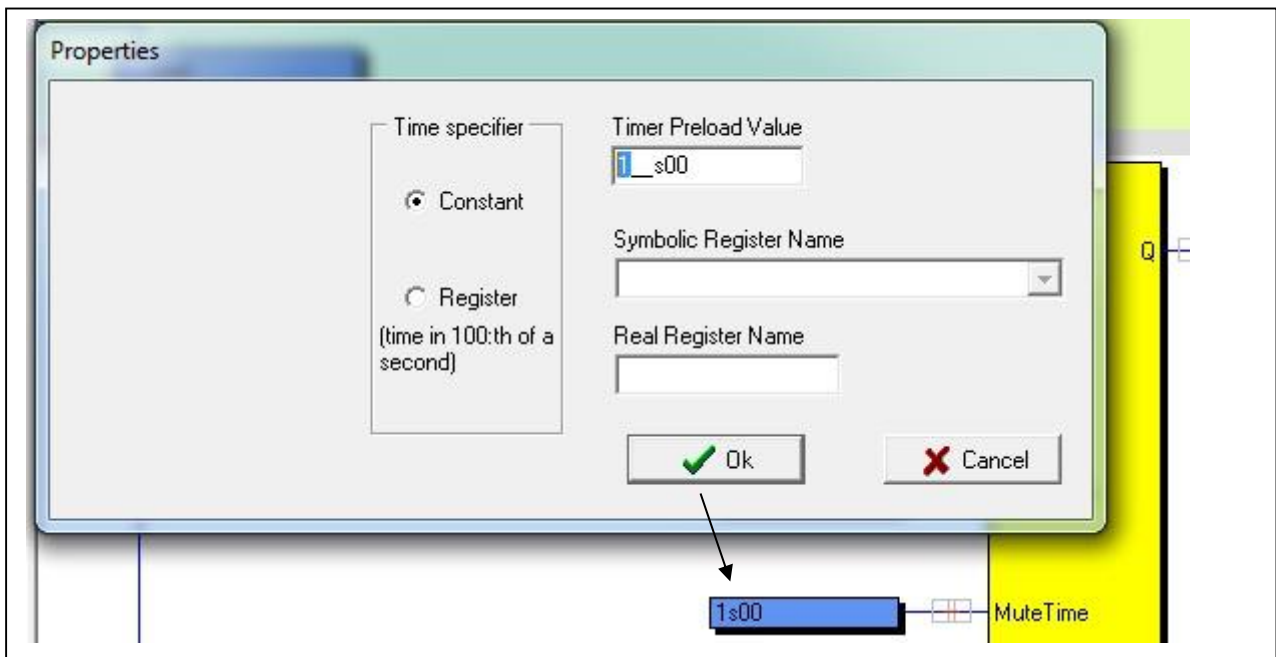 Properties
Time specifier
Constant
Register
(time in 100:th of a
second)
Timer Preload Value
1__s00
Symbolic Register Name
Real Register Name
Ok
Cancel
Q
1s00
MuteTime